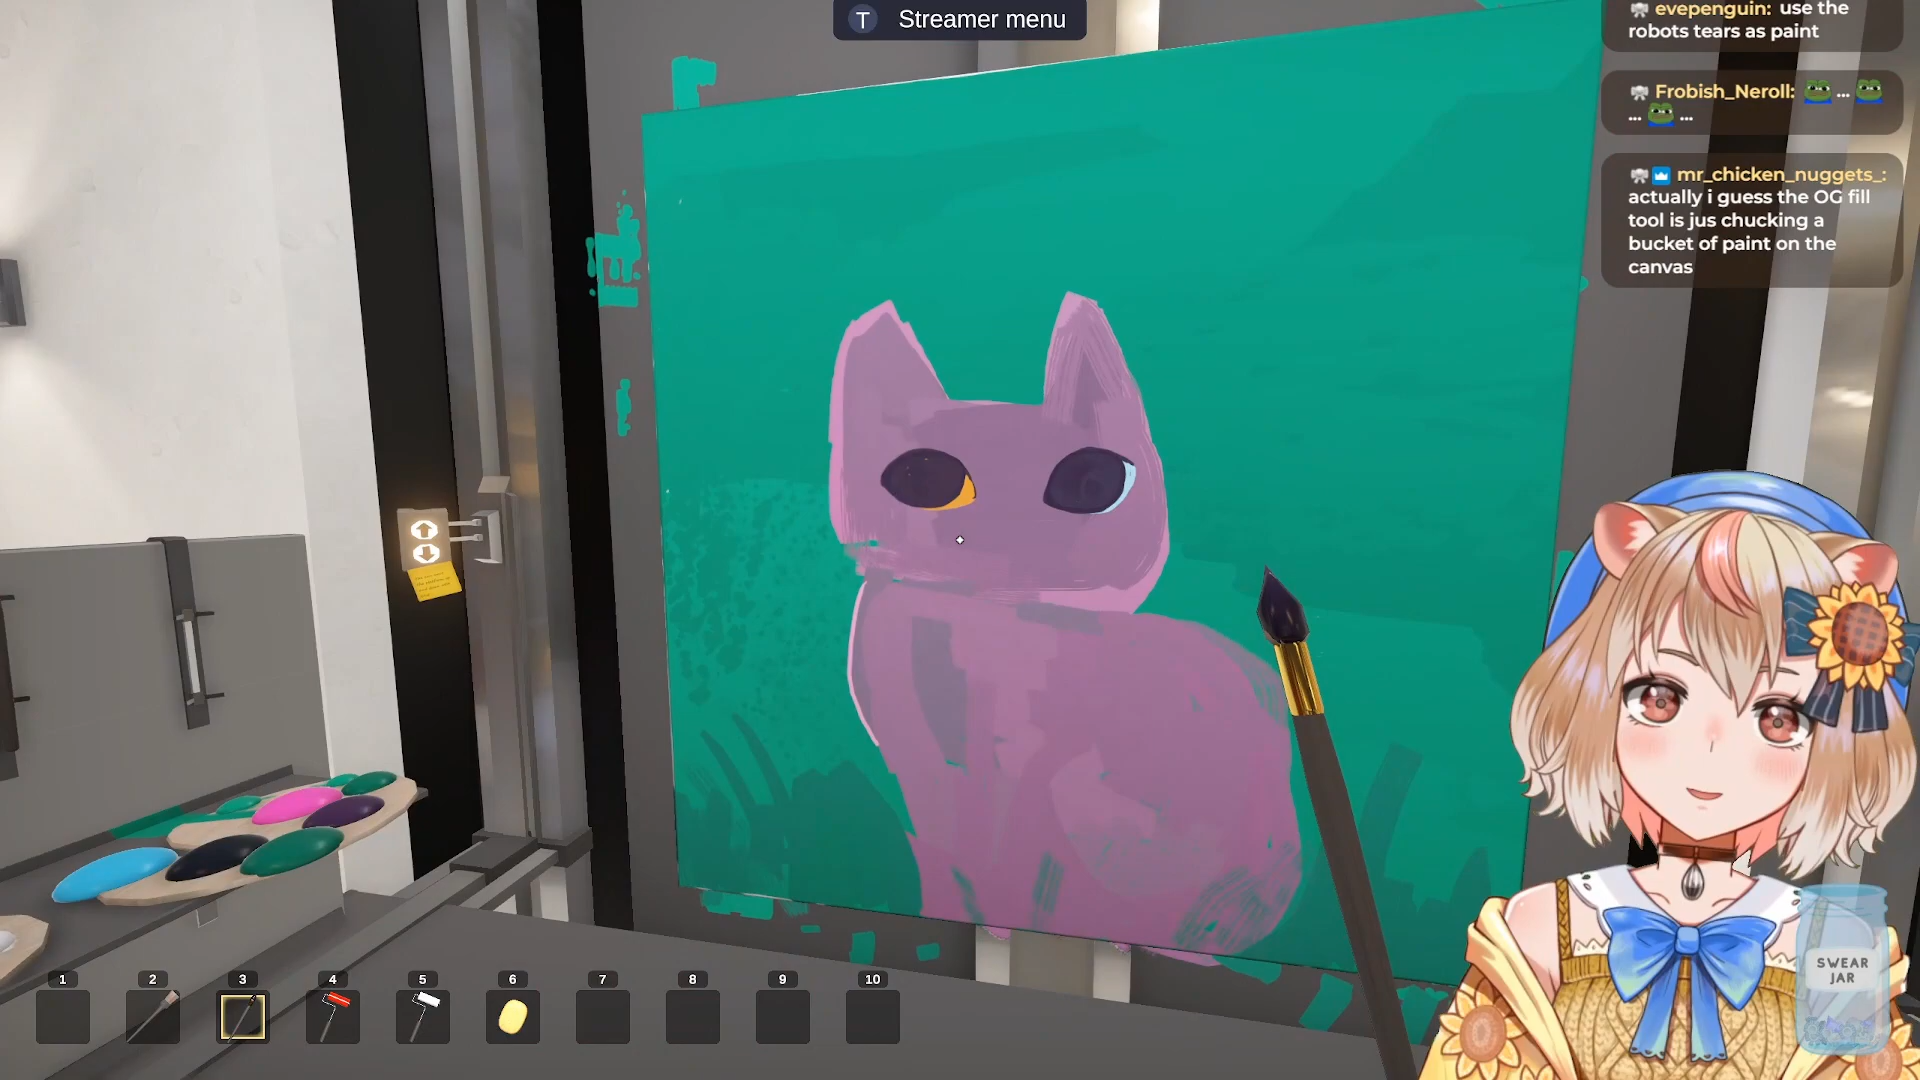 T Streamer menu
evepenguin: use the
robots tears as paint
Frobish_Neroll: ...
... ...
mr_chicken_nuggets_:
actually i guess the OG fill
tool is jus chucking a
bucket of paint on the
canvas
SWEAR
JAR
1 2 3 4 5 6 7 8 9 10